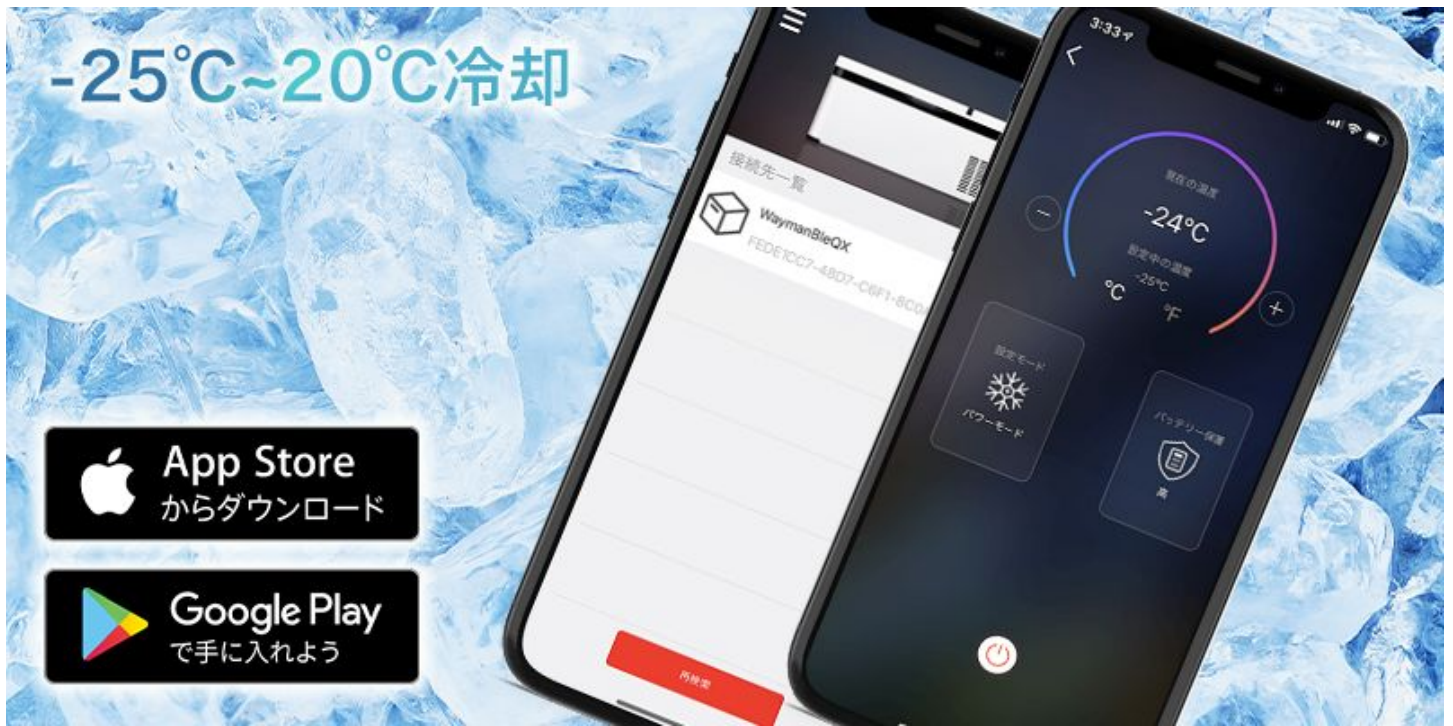 -25℃~20℃冷却
App Store
からダウンロード
Google Play
で手に入れよう
接続先一覧
WaymanBleQX
FEDE1CC7-48D7-C6F1-8C0
再検索
3:33
現在の温度
-24°C
設定中の温度
-25°C
°C
°F
設定モード
パワーモード
バッテリー保護
高